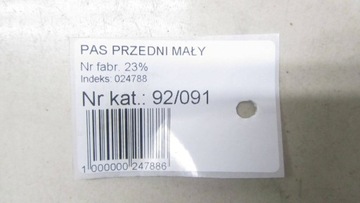 PAS PRZEDNI MAŁY
Nr fabr. 23%
Indeks: 024788
Nr kat.: 92/091
1 000000 247886